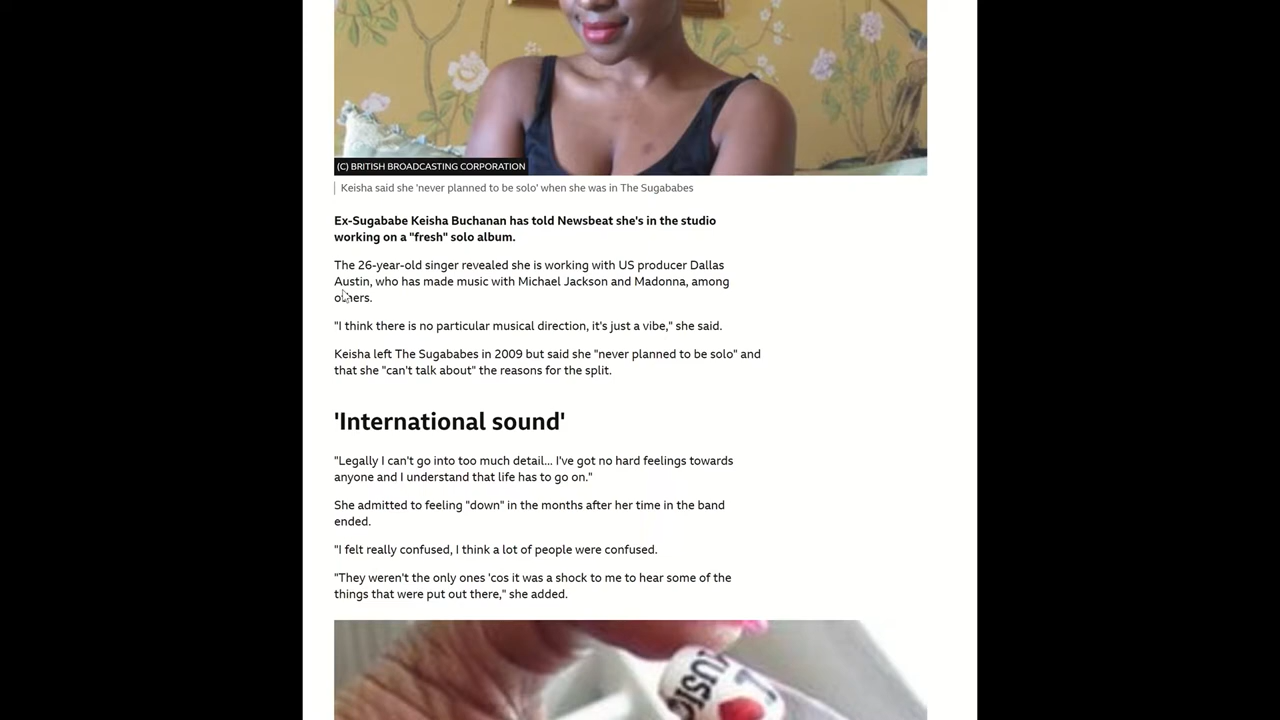 (C) BRITISH BROADCASTING CORPORATION
Keisha said she 'never planned to be solo' when she was in The Sugababes
Ex-Sugababe Keisha Buchanan has told Newsbeat she's in the studio
working on a "fresh" solo album.
The 26-year-old singer revealed she is working with US producer Dallas
Austin, who has made music with Michael Jackson and Madonna, among
others.
"I think there is no particular musical direction, it's just a vibe," she said.
Keisha left The Sugababes in 2009 but said she "never planned to be solo" and
that she "can't talk about" the reasons for the split.
'International sound'
"Legally I can't go into too much detail... I've got no hard feelings towards
anyone and I understand that life has to go on."
She admitted to feeling "down" in the months after her time in the band
ended.
"I felt really confused, I think a lot of people were confused.
"They weren't the only ones 'cos it was a shock to me to hear some of the
things that were put out there," she added.